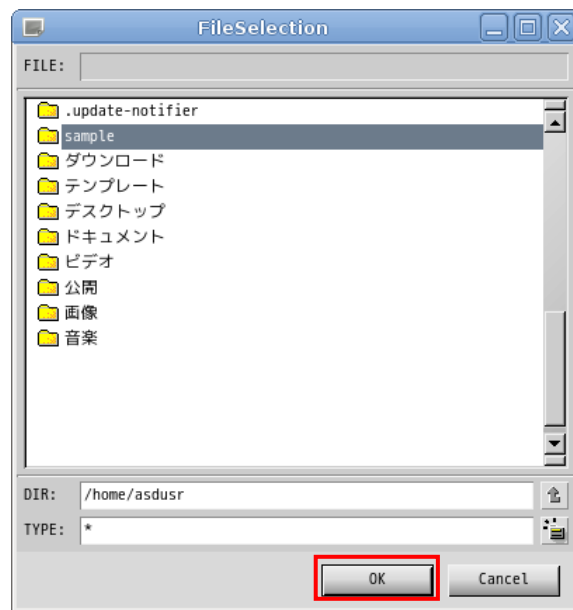 FileSelection
FILE:
.update-notifier
sample
ダウンロード
テンプレート
デスクトップ
ドキュメント
ビデオ
公開
画像
音楽
DIR: /home/asdusr
TYPE: *
OK Cancel